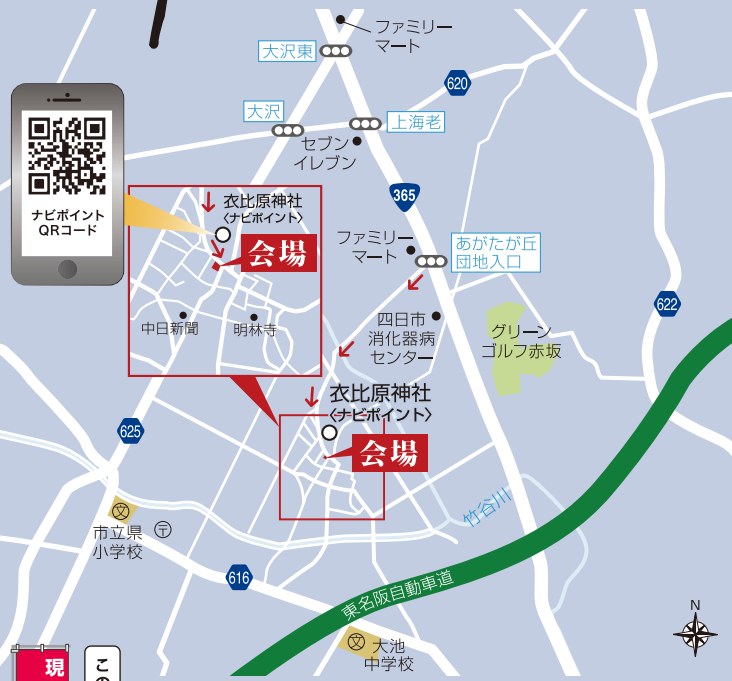 ファミリー
マート
大沢東
620
大沢
上海老
セブン
イレブン
ナビポイント
QRコード
衣比原神社
〈ナビポイント〉
会場
365
ファミリー
マート
あがたが丘
団地入口
中日新聞
明林寺
四日市
消化器病
センター
グリーン
ゴルフ赤坂
622
衣比原神社
〈ナビポイント〉
会場
625
竹谷川
文
市立県
小学校
〒
616
東名阪自動車道
文
大池
中学校
N
現
この